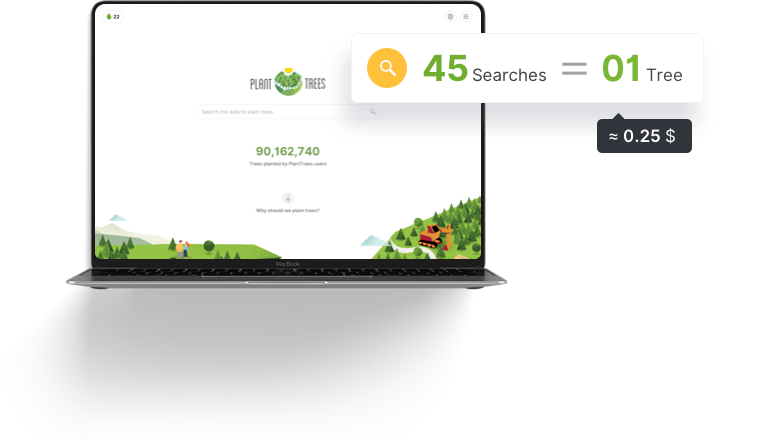 22
45 Searches = 01 Tree
≈ 0.25 $
PLANT TREES
Search the web to plant trees
90,162,740
Trees planted by PlantTrees users
Why should we plant trees?
MacBook